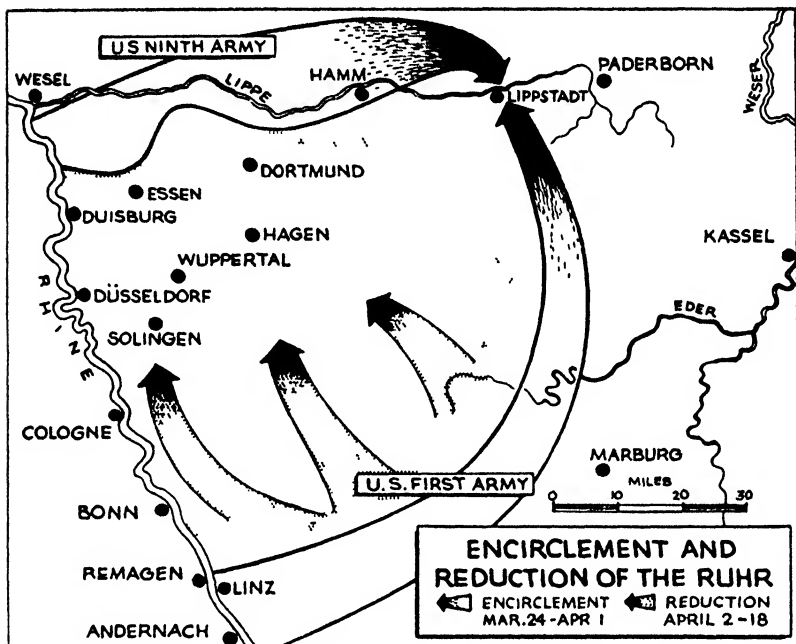 US NINTH ARMY
WESEL
LIPPE
HAMM
LIPPSTADT
PADERBORN
WESER
DORTMUND
ESSEN
DUISBURG
HAGEN
WUPPERTAL
KASSEL
RHINE
DÜSSELDORF
SOLINGEN
EDER
COLOGNE
MARBURG
U.S. FIRST ARMY
MILES
0 10 20 30
BONN
REMAGEN
LINZ
ANDERNACH
ENCIRCLEMENT AND
REDUCTION OF THE RUHR
ENCIRCLEMENT REDUCTION
MAR.24-APR 1 APRIL 2-18